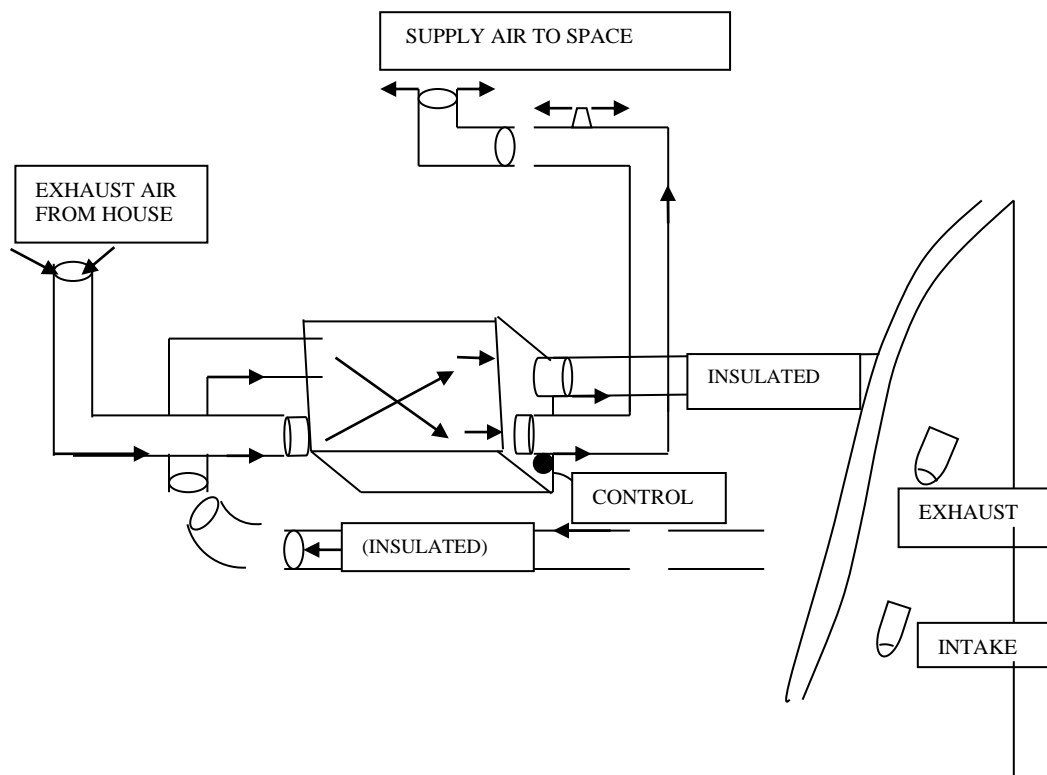 SUPPLY AIR TO SPACE
EXHAUST AIR
FROM HOUSE
INSULATED
CONTROL
EXHAUST
(INSULATED)
INTAKE